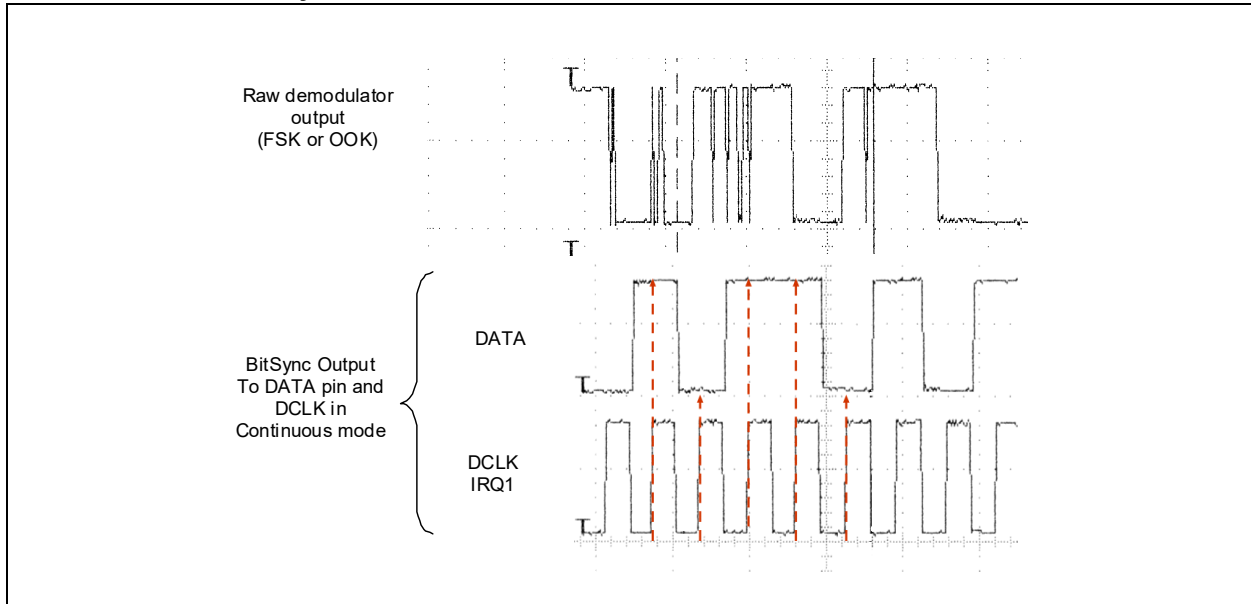 Raw demodulator
output
(FSK or OOK)
DATA
BitSync Output
To DATA pin and
DCLK in
Continuous mode
DCLK
IRQ1